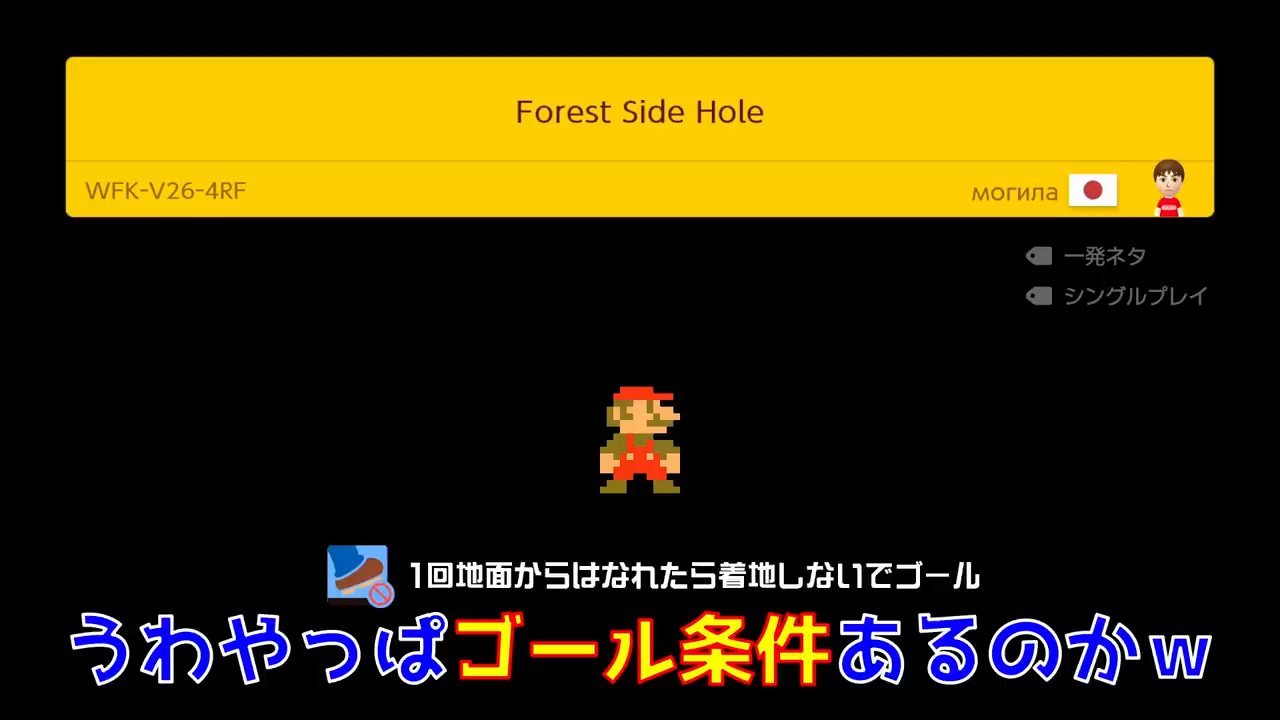 Forest Side Hole
WFK-V26-4RF
могила
一発ネタ
シングルプレイ
1回地面からはなれたら着地しないでゴール
うわやっぱゴール条件あるのかw